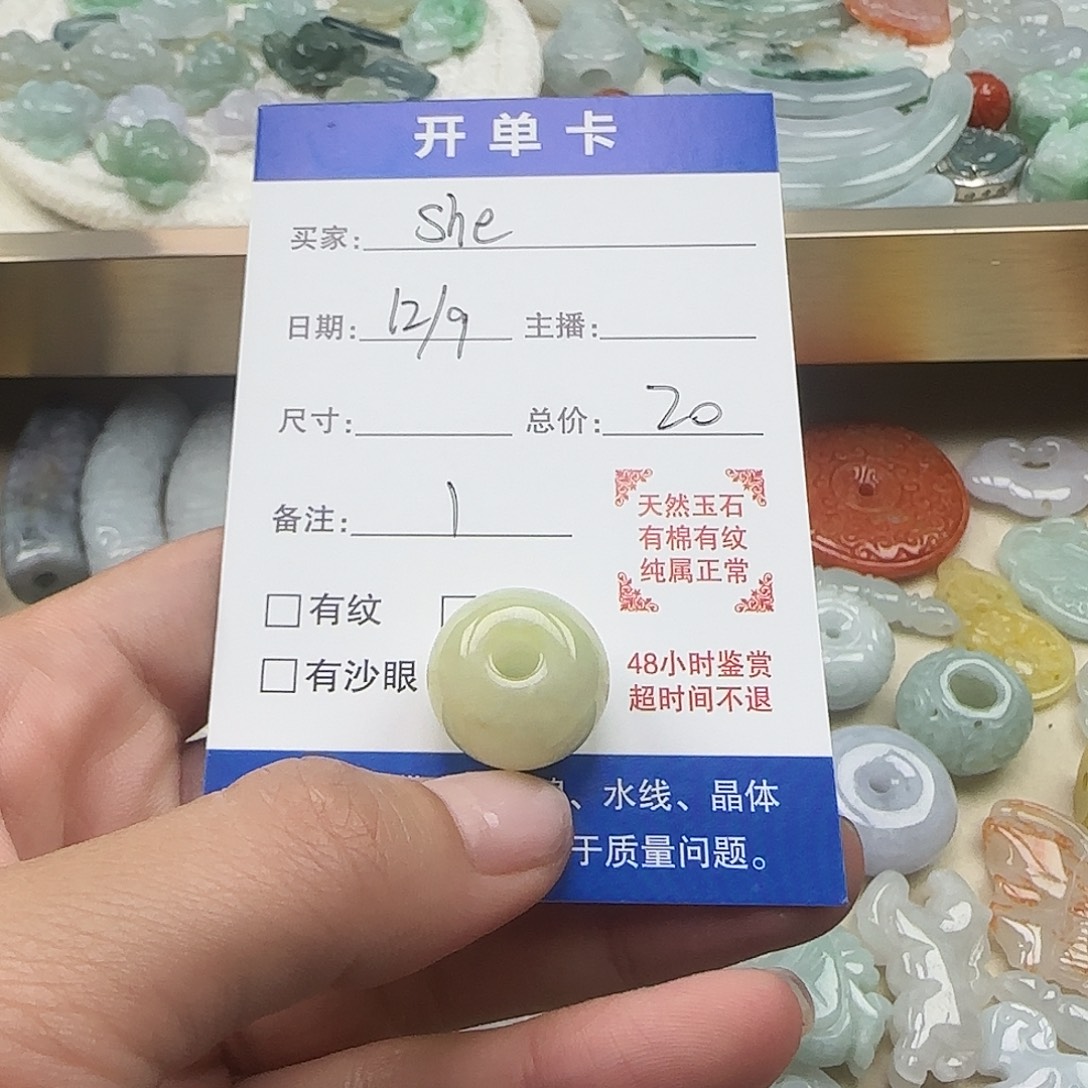 开单卡
买家: she
日期: 12/9 主播:
尺寸: 总价: 20
备注: 1
天然玉石
有棉有纹
纯属正常
有纹
有沙眼
48小时鉴赏
超时间不退
、水线、晶体
于质量问题。